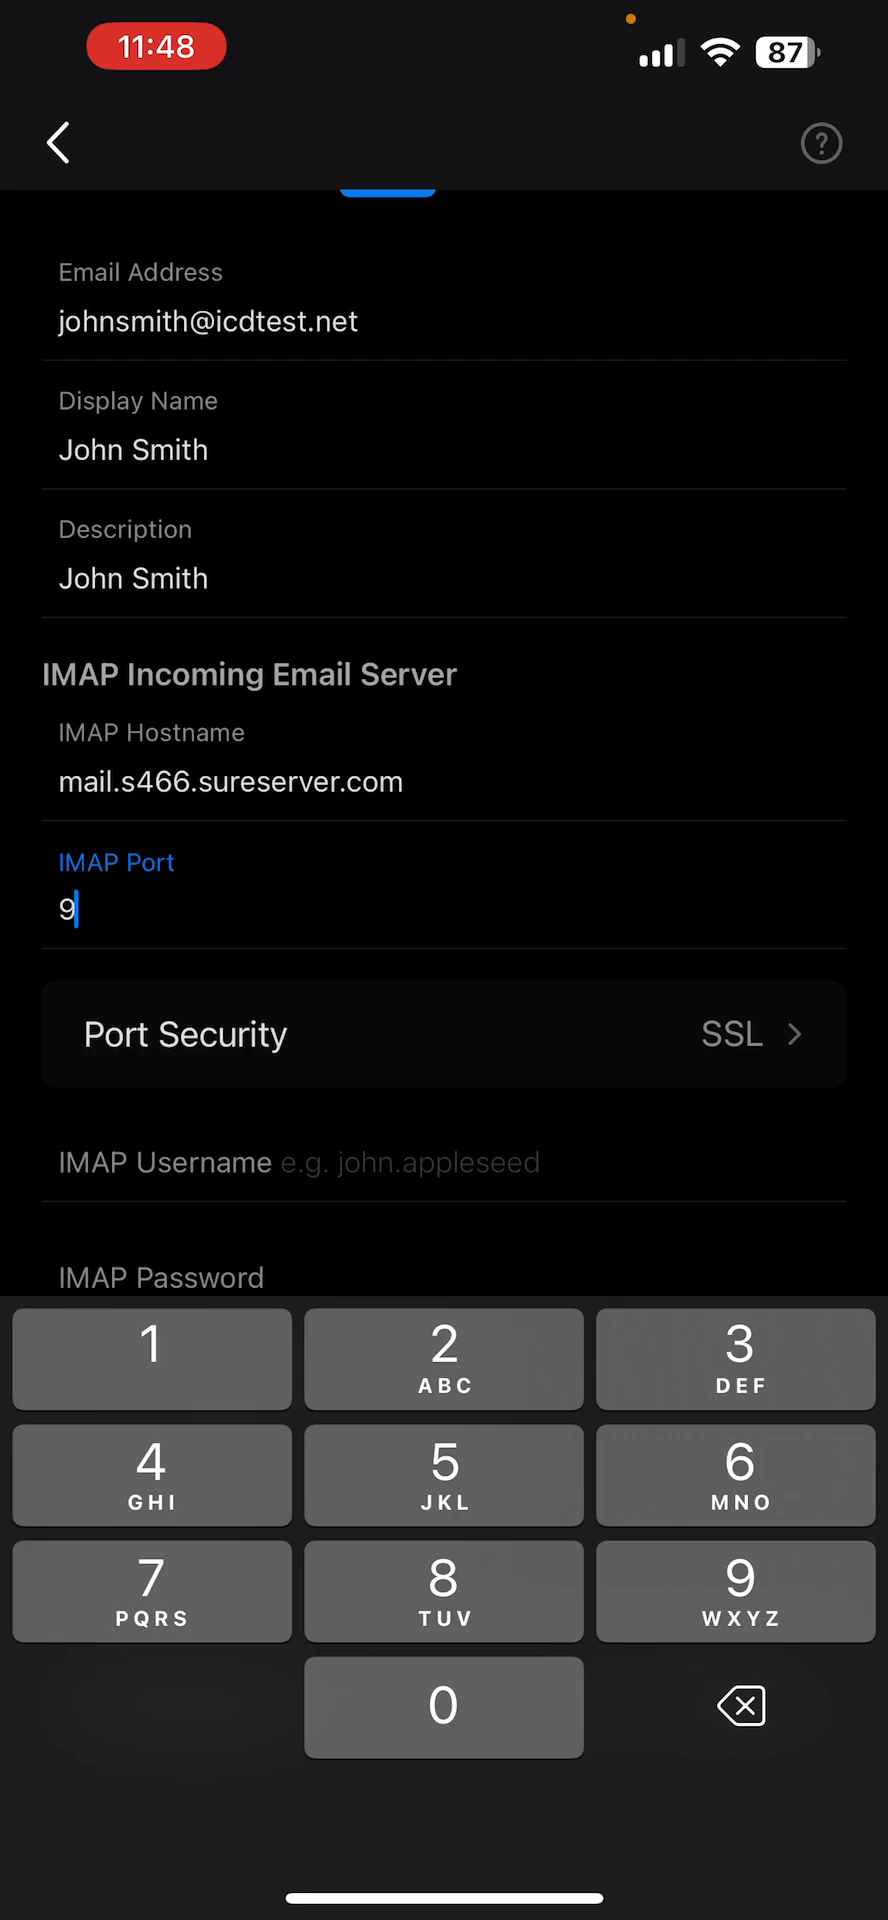 11:48
87
?
Email Address
johnsmith@icdtest.net
Display Name
John Smith
Description
John Smith
IMAP Incoming Email Server
IMAP Hostname
mail.s466.sureserver.com
IMAP Port
9
Port Security SSL
IMAP Username e.g. john.appleseed
IMAP Password
1 2 3
ABC DEF
4 5 6
GHI JKL MNO
7 8 9
PQRS TUV WXYZ
0